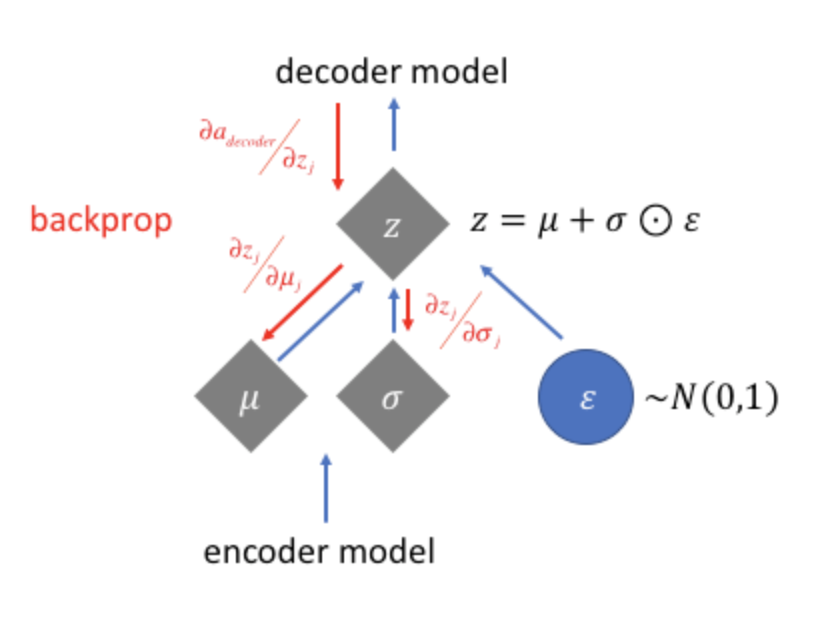 decoder model
∂a_decoder/∂z_j
backprop
z
z = μ + σ ⊙ ε
∂z_j/∂μ_j
∂z_j/∂σ_j
μ
σ
ε
~N(0,1)
encoder model